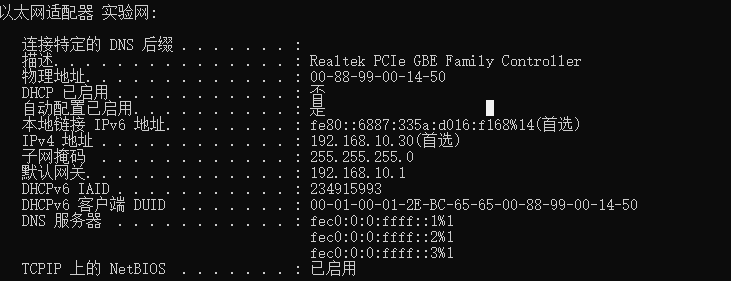 以太网适配器 实验网:
连接特定的 DNS 后缀 . . . . . . . :
描述. . . . . . . . . . . . . . . : Realtek PCIe GBE Family Controller
物理地址. . . . . . . . . . . . . : 00-88-99-00-14-50
DHCP 已启用 . . . . . . . . . . . : 否
自动配置已启用. . . . . . . . . . : 是
本地链接 IPv6 地址. . . . . . . . : fe80::6887:335a:d016:f168%14(首选)
IPv4 地址 . . . . . . . . . . . . : 192.168.10.30(首选)
子网掩码 . . . . . . . . . . . . : 255.255.255.0
默认网关. . . . . . . . . . . . . : 192.168.10.1
DHCPv6 IAID . . . . . . . . . . . : 234915993
DHCPv6 客户端 DUID . . . . . . . : 00-01-00-01-2E-BC-65-65-00-88-99-00-14-50
DNS 服务器 . . . . . . . . . . . : fec0:0:0:ffff::1%1
fec0:0:0:ffff::2%1
fec0:0:0:ffff::3%1
TCPIP 上的 NetBIOS . . . . . . . : 已启用